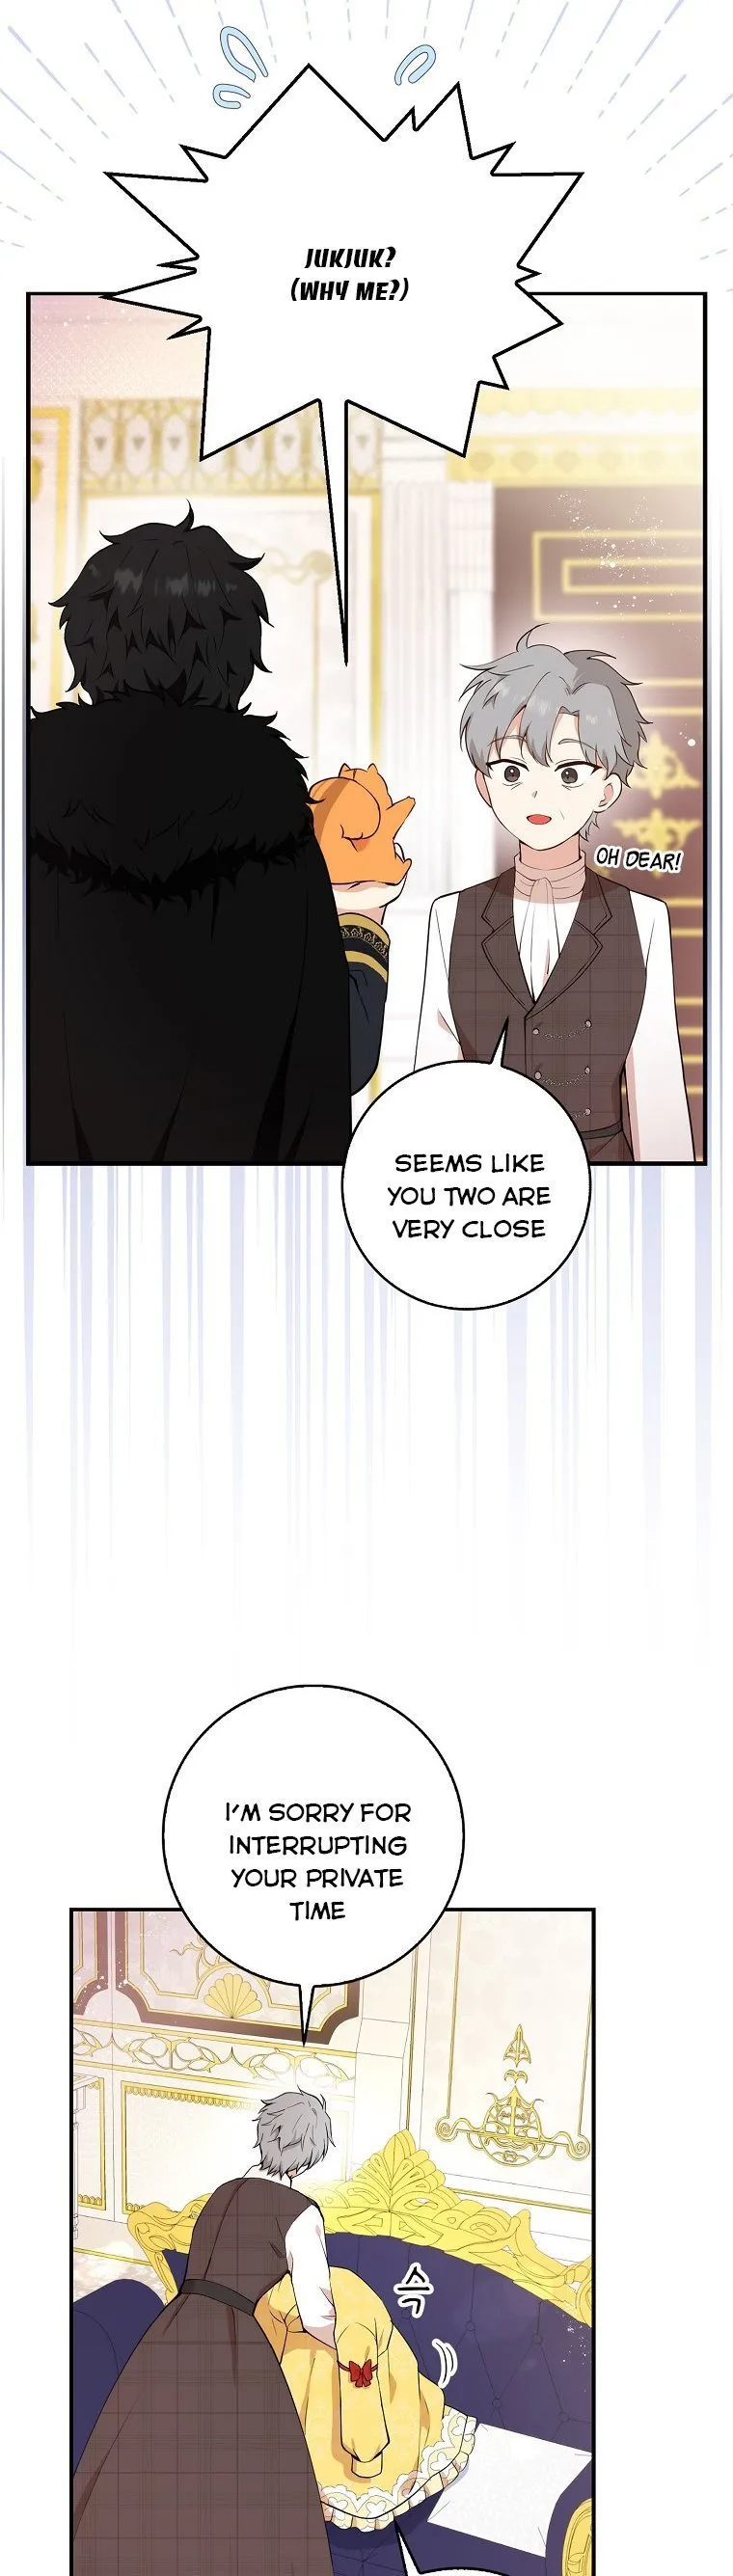 JUKJUK?
(WHY ME?)
OH DEAR!
SEEMS LIKE
YOU TWO ARE
VERY CLOSE
I'M SORRY FOR
INTERRUPTING
YOUR PRIVATE
TIME
슥